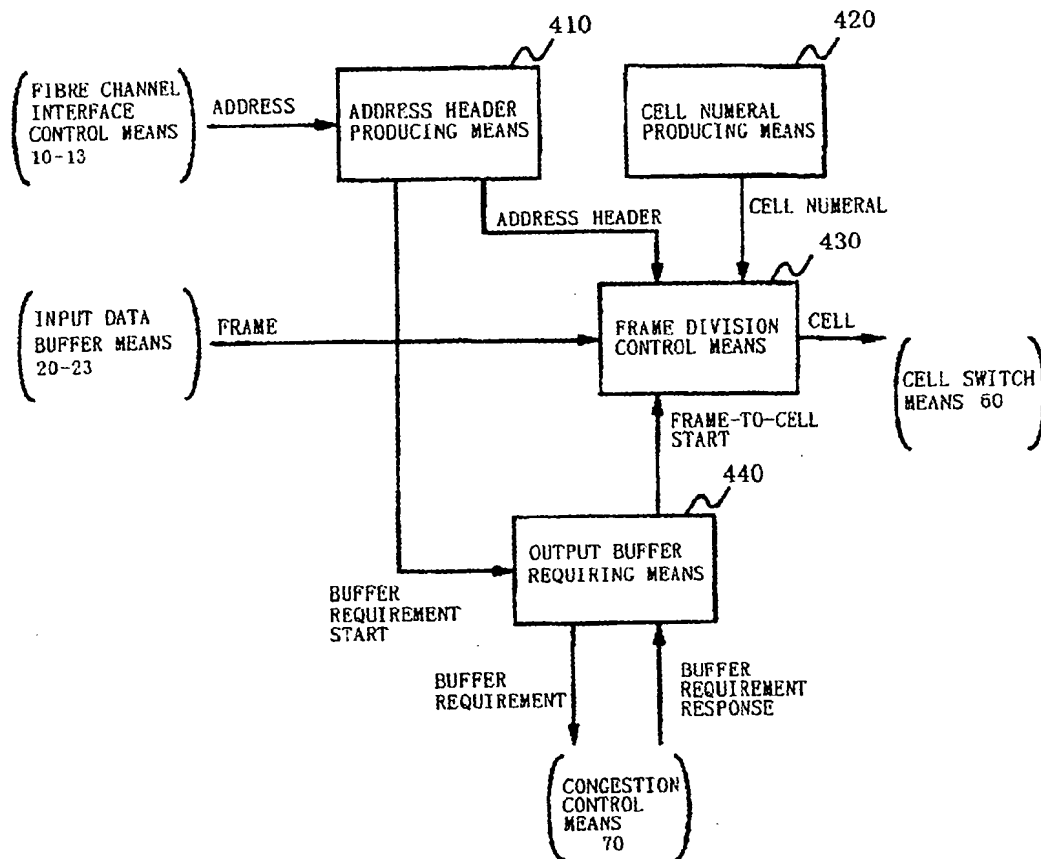 410
420
FIBRE CHANNEL
INTERFACE
CONTROL MEANS
10-13
ADDRESS
ADDRESS HEADER
PRODUCING MEANS
CELL NUMERAL
PRODUCING MEANS
ADDRESS HEADER
CELL NUMERAL
430
INPUT DATA
BUFFER MEANS
20-23
FRAME
FRAME DIVISION
CONTROL MEANS
CELL
CELL SWITCH
MEANS 60
FRAME-TO-CELL
START
440
OUTPUT BUFFER
REQUIRING MEANS
BUFFER
REQUIREMENT
START
BUFFER
REQUIREMENT
BUFFER
REQUIREMENT
RESPONSE
CONGESTION
CONTROL
MEANS
70